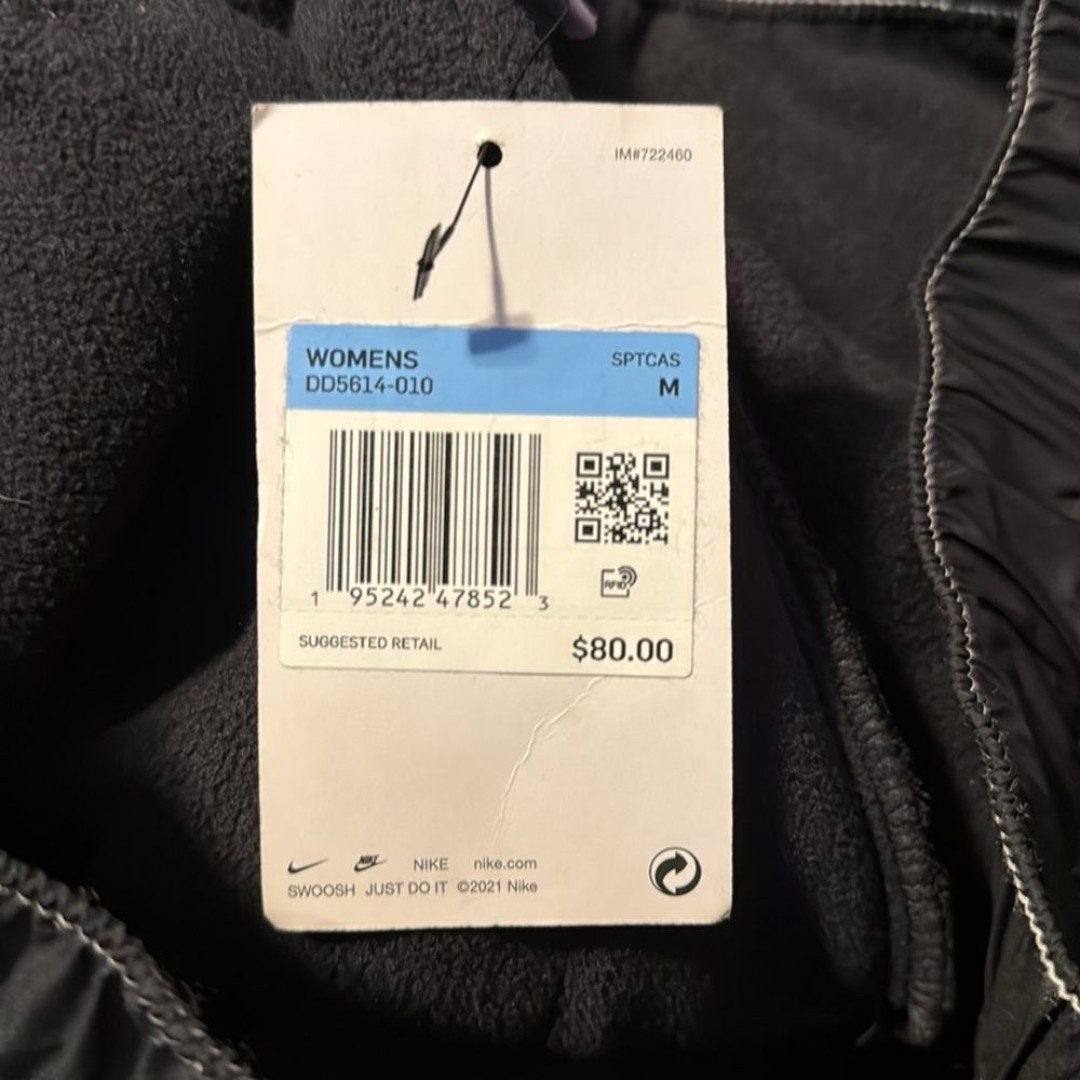 IM#722460
WOMENS SPTCAS
DD5614-010 M
1 95242 47852 3
RFID
SUGGESTED RETAIL $80.00
NIKE NIKE nike.com
SWOOSH JUST DO IT ©2021 Nike